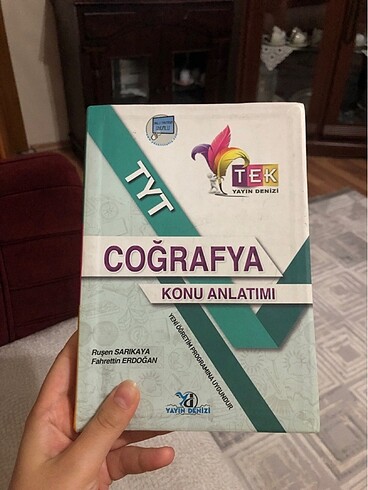 TEK
YAYIN DENİZİ
TYT
COĞRAFYA
KONU ANLATIMI
YENİ ÖĞRETİM PROGRAMINA UYGUNDUR.
Ruşen SARIKAYA
Fahrettin ERDOĞAN
YAYIN DENİZİ